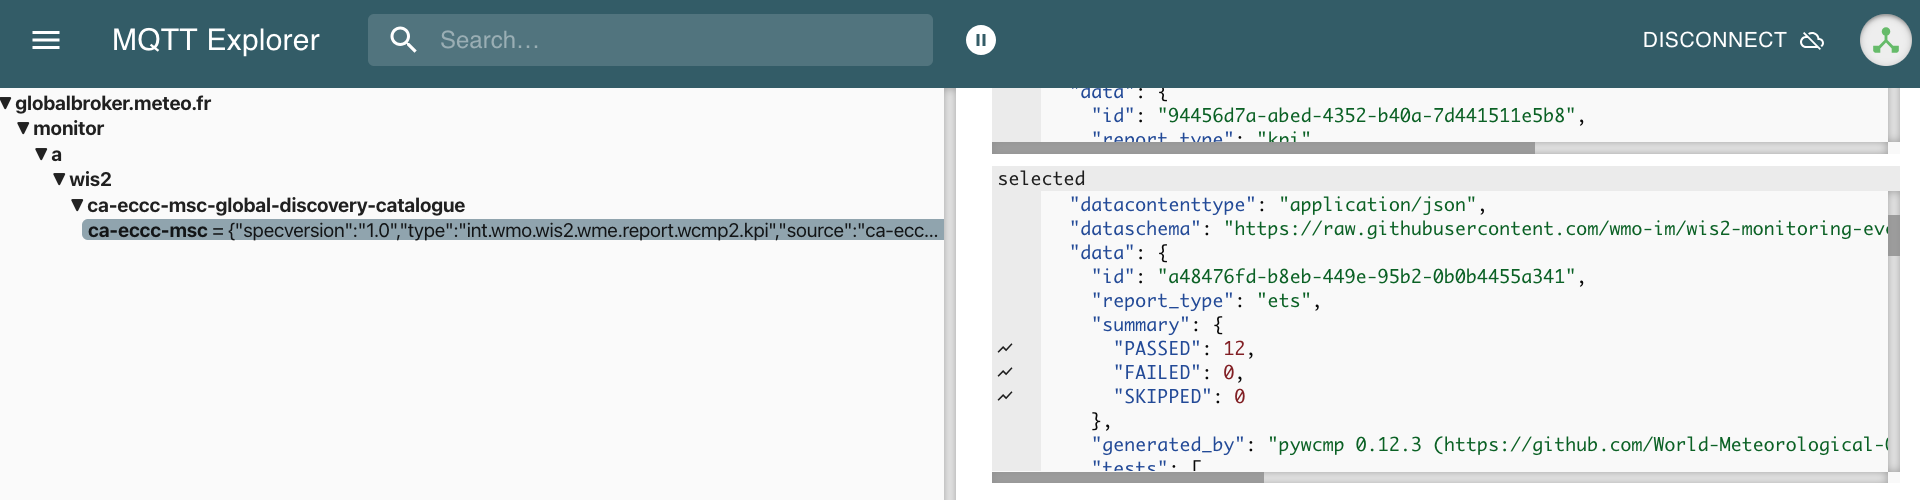 MQTT Explorer
Search...
DISCONNECT
▼ globalbroker.meteo.fr
▼ monitor
▼ a
▼ wis2
▼ ca-eccc-msc-global-discovery-catalogue
ca-eccc-msc = {"specversion":"1.0","type":"int.wmo.wis2.wme.report.wcmp2.kpi","source":"ca-ecc...
"data": {
"id": "94456d7a-abed-4352-b40a-7d441511e5b8",
"report_type": "kpi"
selected
"datacontenttype": "application/json",
"dataschema": "https://raw.githubusercontent.com/wmo-im/wis2-monitoring-eve
"data": {
"id": "a48476fd-b8eb-449e-95b2-0b0b4455a341",
"report_type": "ets",
"summary": {
"PASSED": 12,
"FAILED": 0,
"SKIPPED": 0
},
"generated_by": "pywcmp 0.12.3 (https://github.com/World-Meteorological-O
"tests": [